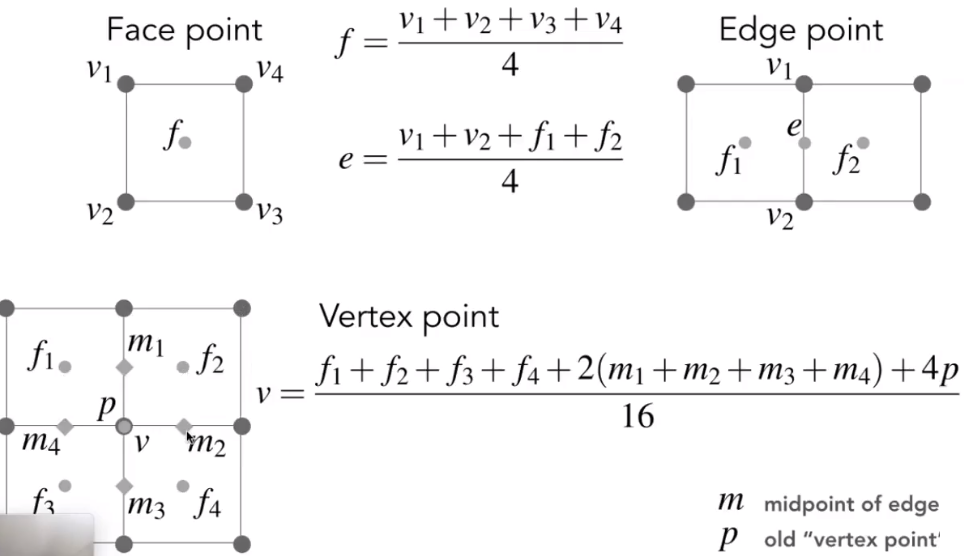 Face point
v1
v4
f
v2
v3
f = v1 + v2 + v3 + v4 / 4
e = v1 + v2 + f1 + f2 / 4
Edge point
v1
e
f1
f2
v2
f1
m1
f2
p
m4
v
m2
f3
m3
f4
Vertex point
v = f1 + f2 + f3 + f4 + 2(m1 + m2 + m3 + m4) + 4p / 16
m midpoint of edge
p old "vertex point"